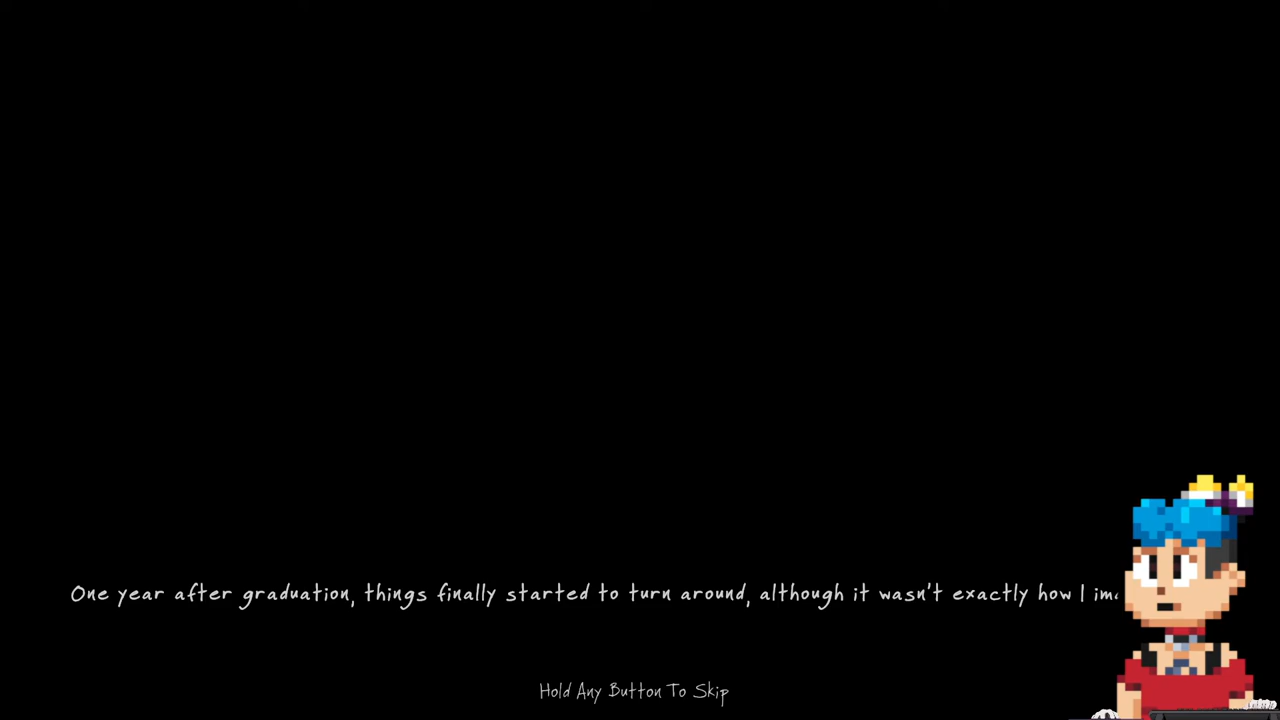 One year after graduation, things finally started to turn around, although it wasn't exactly how I
Hold Any Button To Skip